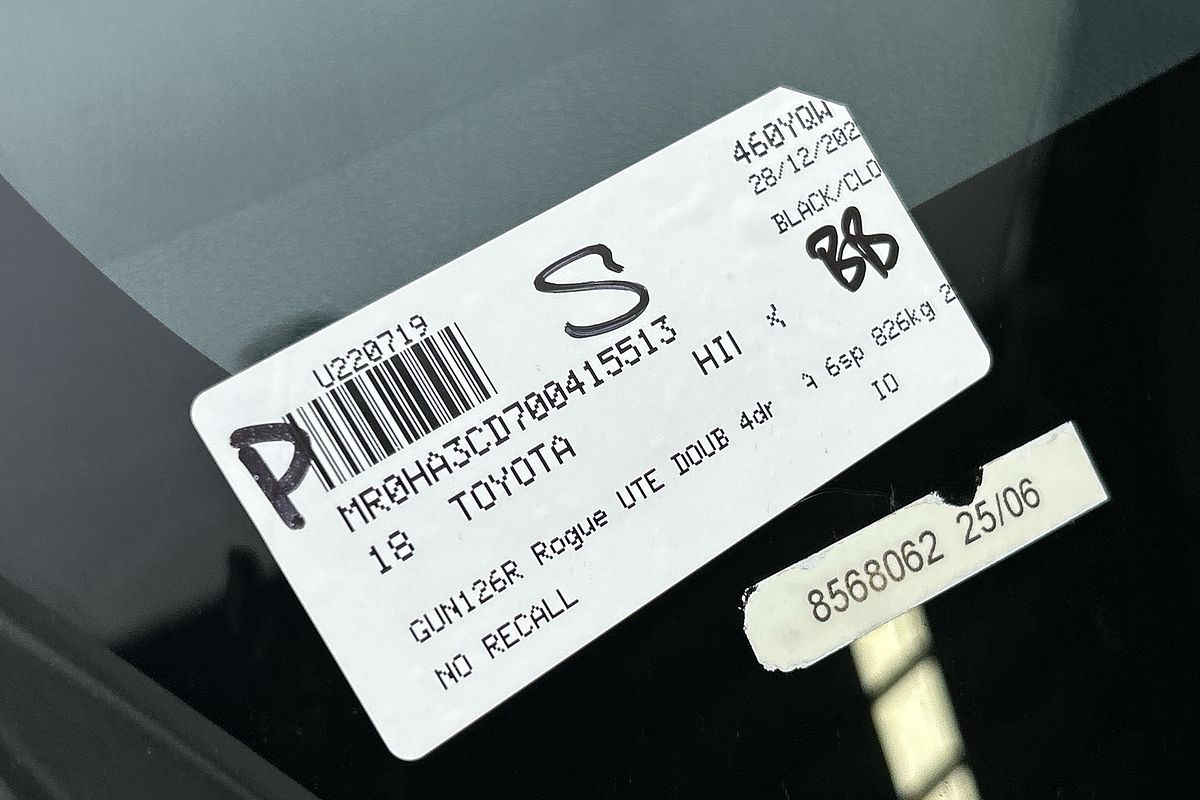 460YQW
28/12/202
BLACK/CLO
BB
S
U220719
P
MR0HA3CD700415513
18 TOYOTA HI
GUN126R Rogue UTE DOUB 4dr 6sp 826kg 2
NO RECALL IO
8568062 25/06